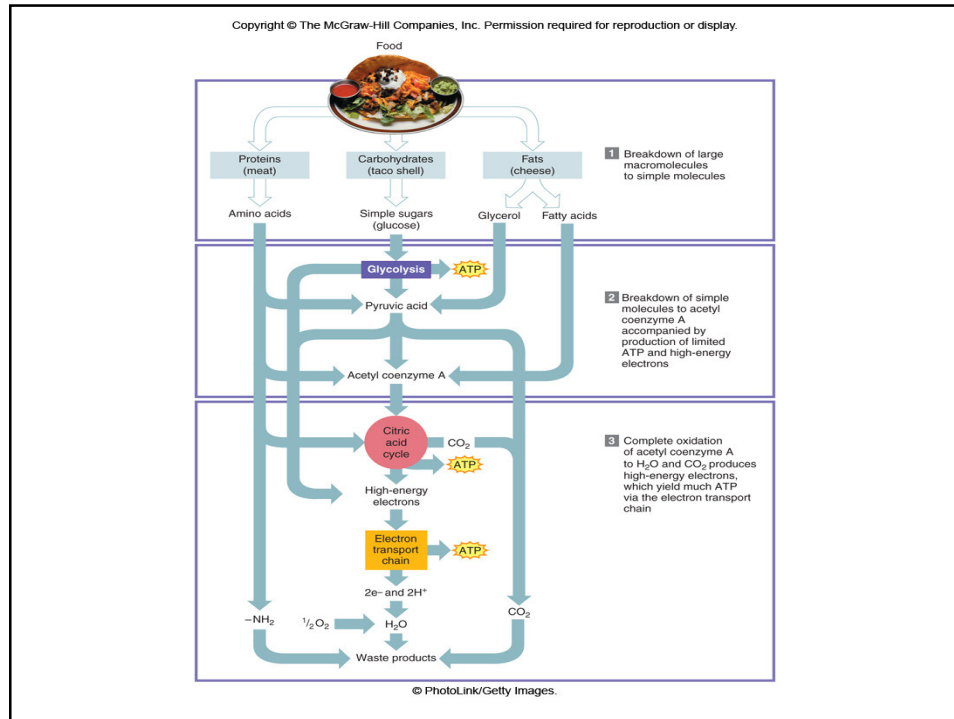 Copyright © The McGraw-Hill Companies, Inc. Permission required for reproduction or display.
Food
Proteins
(meat)
Carbohydrates
(taco shell)
Fats
(cheese)
1 Breakdown of large
macromolecules
to simple molecules
Amino acids
Simple sugars
(glucose)
Glycerol
Fatty acids
Glycolysis
ATP
Pyruvic acid
2 Breakdown of simple
molecules to acetyl
coenzyme A
accompanied by
production of limited
ATP and high-energy
electrons
Acetyl coenzyme A
Citric
acid
cycle
CO₂
ATP
3 Complete oxidation
of acetyl coenzyme A
to H₂O and CO₂ produces
high-energy electrons,
which yield much ATP
via the electron transport
chain
High-energy
electrons
Electron
transport
chain
ATP
2e– and 2H⁺
–NH₂
½O₂
H₂O
CO₂
Waste products
© PhotoLink/Getty Images.